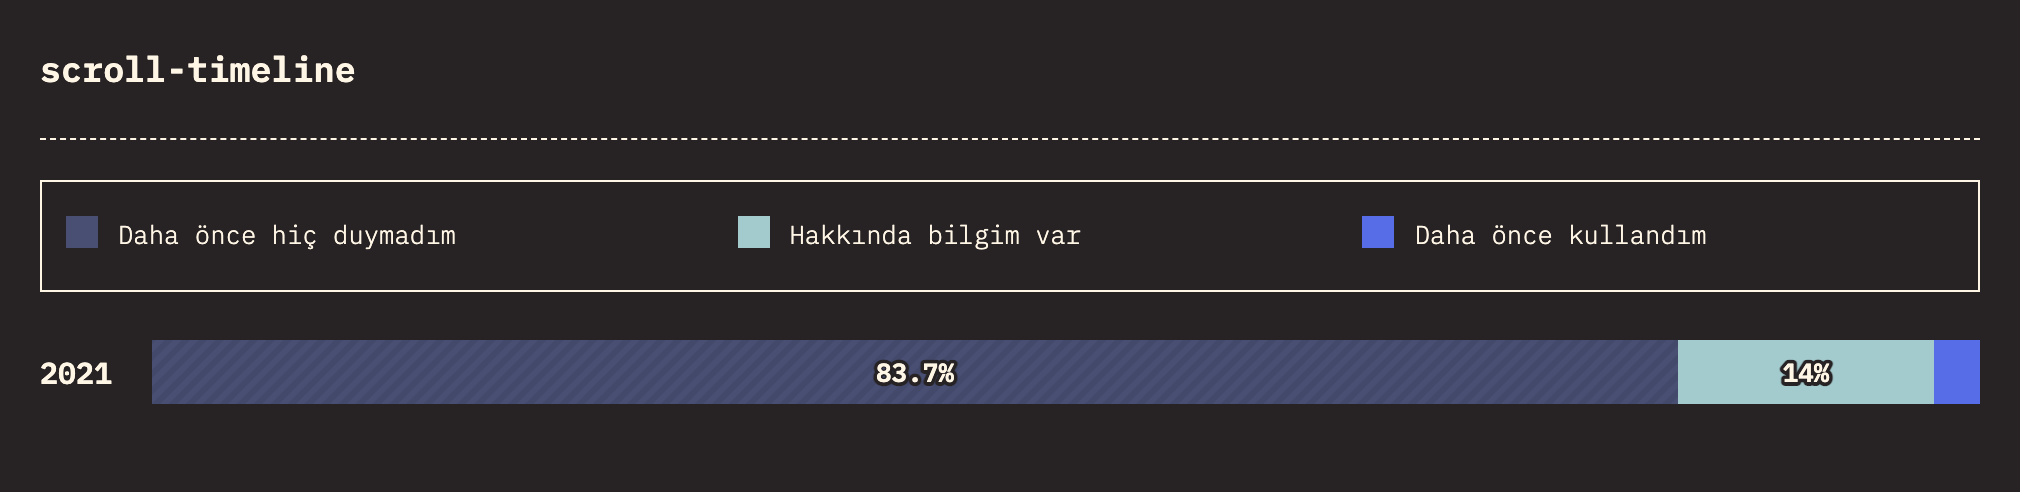 scroll-timeline
Daha önce hiç duymadım
Hakkında bilgim var
Daha önce kullandım
2021
83.7%
14%